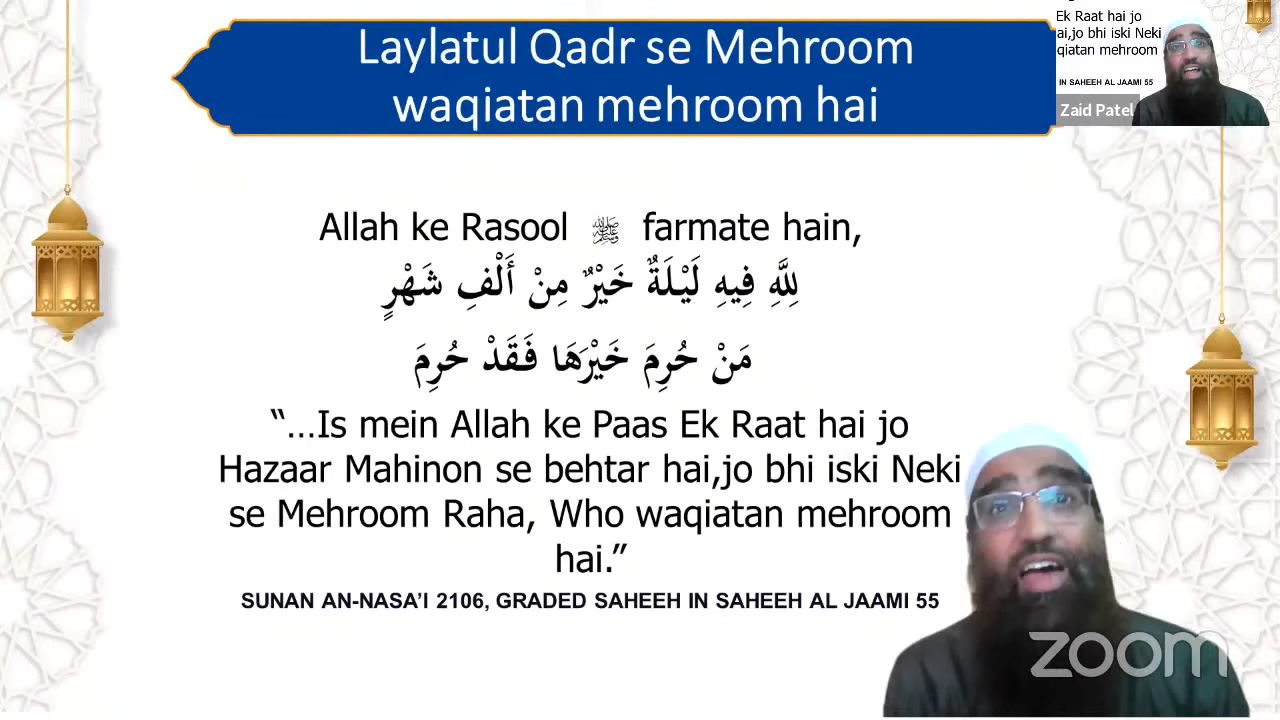 Laylatul Qadr se Mehroom
waqiatan mehroom hai
Ek Raat hai jo
ai,jo bhi iski Neki
qiatan mehroom
IN SAHEEH AL JAAMI 55
Zaid Patel
Allah ke Rasool ﷺ farmate hain,
لِلَّهِ فِيهِ لَيْلَةٌ خَيْرٌ مِنْ أَلْفِ شَهْرٍ
مَنْ حُرِمَ خَيْرَهَا فَقَدْ حُرِمَ
“...Is mein Allah ke Paas Ek Raat hai jo
Hazaar Mahinon se behtar hai,jo bhi iski Neki
se Mehroom Raha, Who waqiatan mehroom
hai.”
SUNAN AN-NASA’I 2106, GRADED SAHEEH IN SAHEEH AL JAAMI 55
zoom